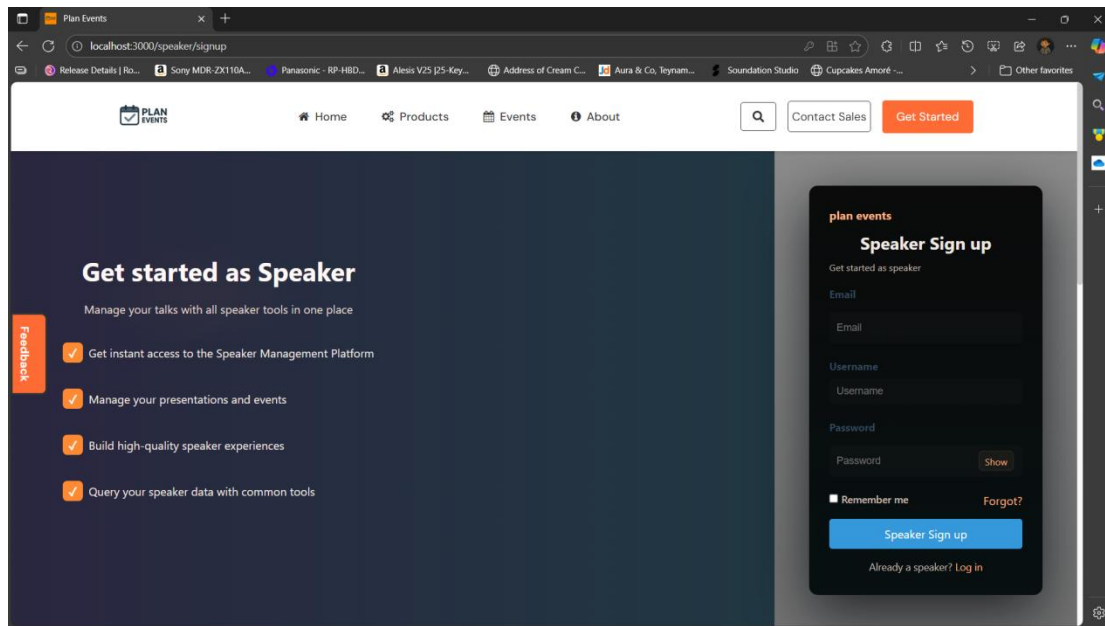 Plan Events
localhost:3000/speaker/signup
Release Details | Ro...
Sony MDR-ZX110A...
Panasonic - RP-HBD...
Alesis V25 |25-Key...
Address of Cream C...
Aura & Co, Teynam...
Soundation Studio
Cupcakes Amoré -...
Other favorites
PLAN
EVENTS
Home
Products
Events
About
Contact Sales
Get Started
Get started as Speaker
Manage your talks with all speaker tools in one place
Get instant access to the Speaker Management Platform
Manage your presentations and events
Build high-quality speaker experiences
Query your speaker data with common tools
Feedback
plan events
Speaker Sign up
Get started as speaker
Email
Email
Username
Username
Password
Password
Show
Remember me
Forgot?
Speaker Sign up
Already a speaker? Log in